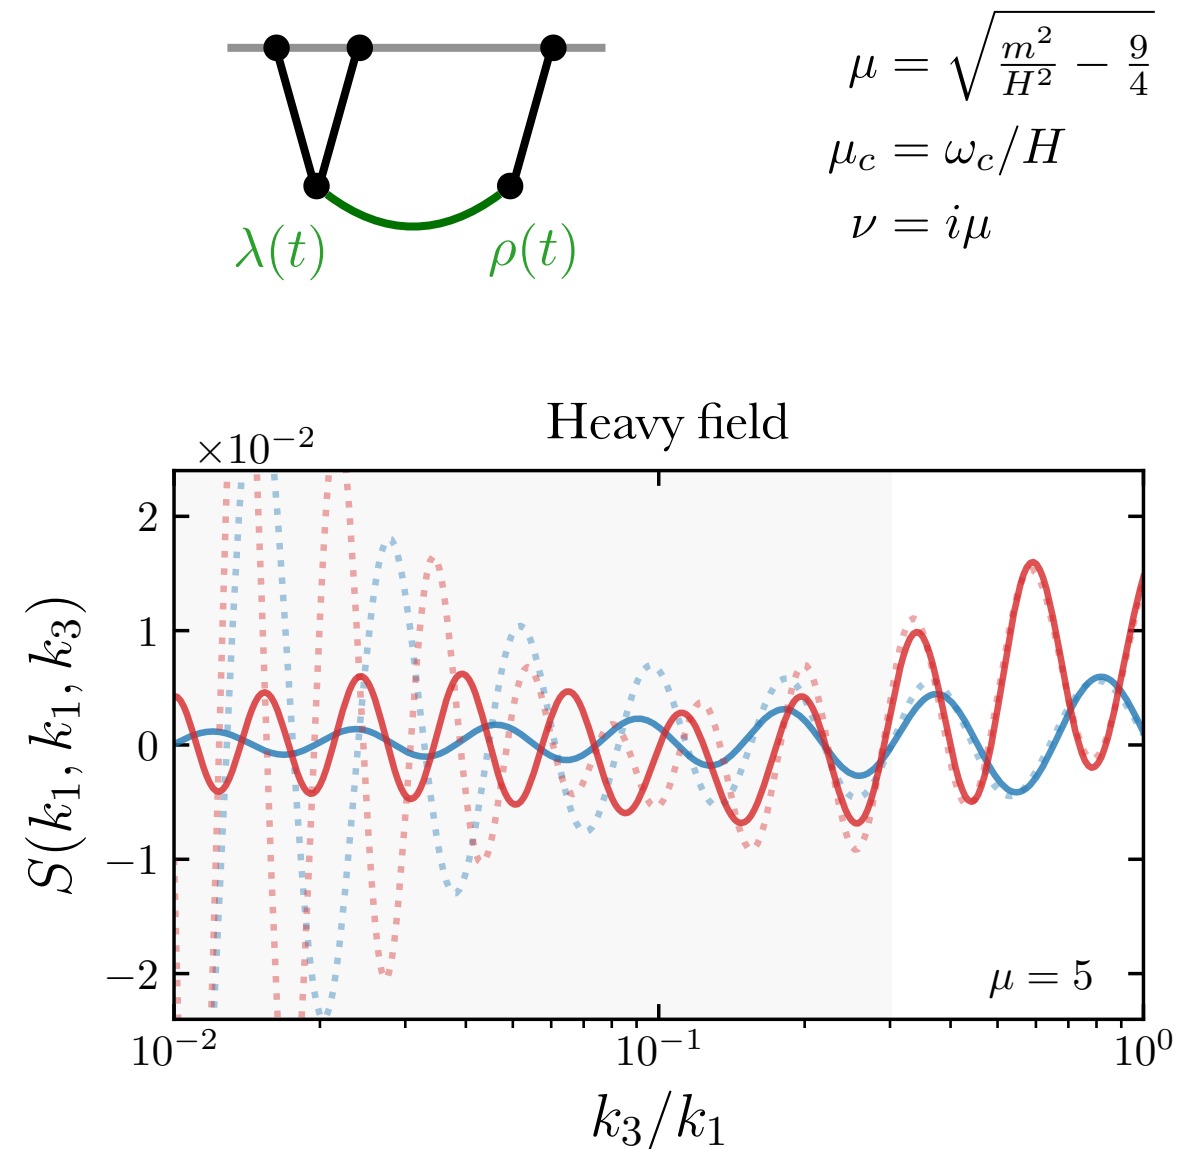 μ = √(m²/H² − 9/4)
μ_c = ω_c/H
ν = iμ
λ(t)
ρ(t)
Heavy field
×10⁻²
2
1
0
−1
−2
S(k₁, k₁, k₃)
μ = 5
10⁻²
10⁻¹
10⁰
k₃/k₁